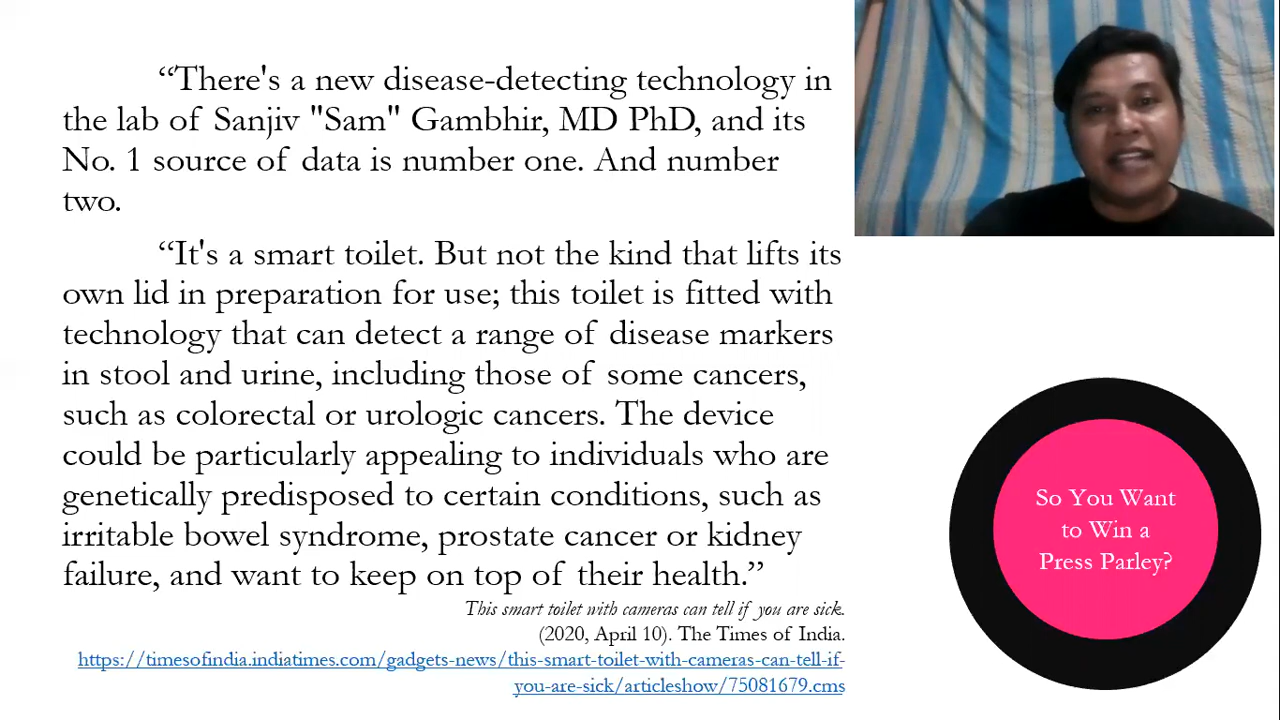 “There's a new disease-detecting technology in
the lab of Sanjiv "Sam" Gambhir, MD PhD, and its
No. 1 source of data is number one. And number
two.
“It's a smart toilet. But not the kind that lifts its
own lid in preparation for use; this toilet is fitted with
technology that can detect a range of disease markers
in stool and urine, including those of some cancers,
such as colorectal or urologic cancers. The device
could be particularly appealing to individuals who are
genetically predisposed to certain conditions, such as
irritable bowel syndrome, prostate cancer or kidney
failure, and want to keep on top of their health.”
This smart toilet with cameras can tell if you are sick.
(2020, April 10). The Times of India.
https://timesofindia.indiatimes.com/gadgets-news/this-smart-toilet-with-cameras-can-tell-if-
you-are-sick/articleshow/75081679.cms
So You Want
to Win a
Press Parley?